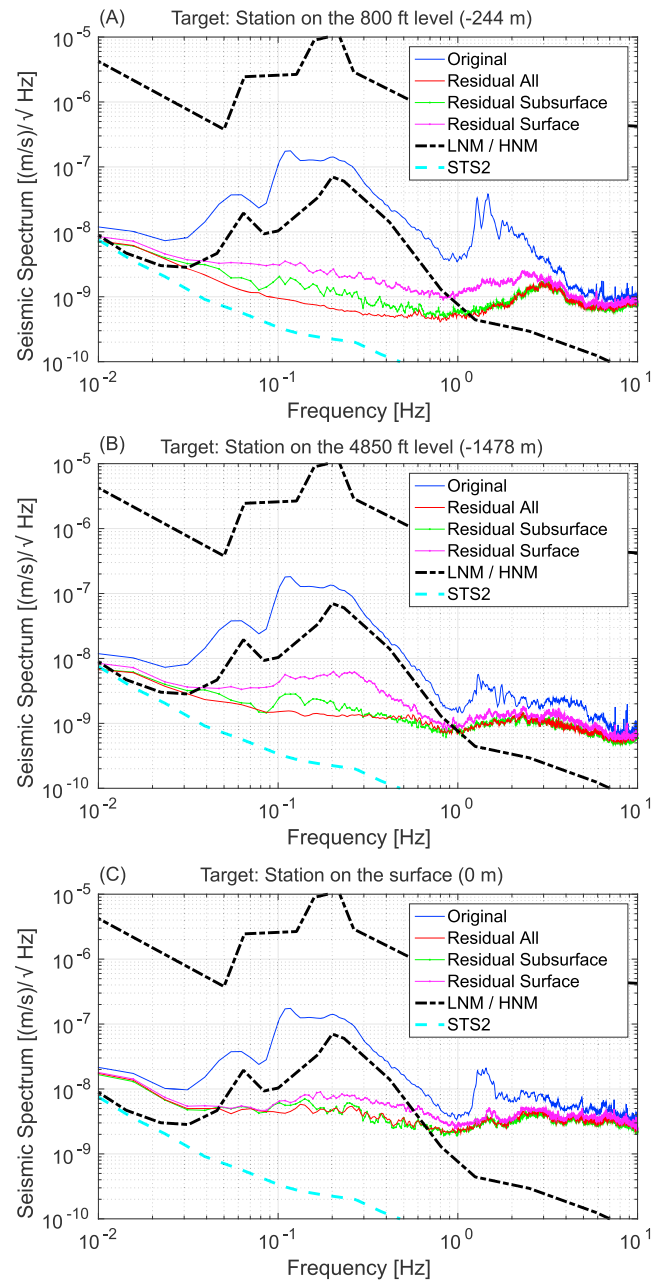 (A) Target: Station on the 800 ft level (-244 m)
10^-5
10^-6
10^-7
10^-8
10^-9
10^-10
Seismic Spectrum [(m/s)/√ Hz]
Original
Residual All
Residual Subsurface
Residual Surface
LNM / HNM
STS2
10^-2 10^-1 10^0 10^1
Frequency [Hz]
(B) Target: Station on the 4850 ft level (-1478 m)
10^-5
10^-6
10^-7
10^-8
10^-9
10^-10
Seismic Spectrum [(m/s)/√ Hz]
Original
Residual All
Residual Subsurface
Residual Surface
LNM / HNM
STS2
10^-2 10^-1 10^0 10^1
Frequency [Hz]
(C) Target: Station on the surface (0 m)
10^-5
10^-6
10^-7
10^-8
10^-9
10^-10
Seismic Spectrum [(m/s)/√ Hz]
Original
Residual All
Residual Subsurface
Residual Surface
LNM / HNM
STS2
10^-2 10^-1 10^0 10^1
Frequency [Hz]